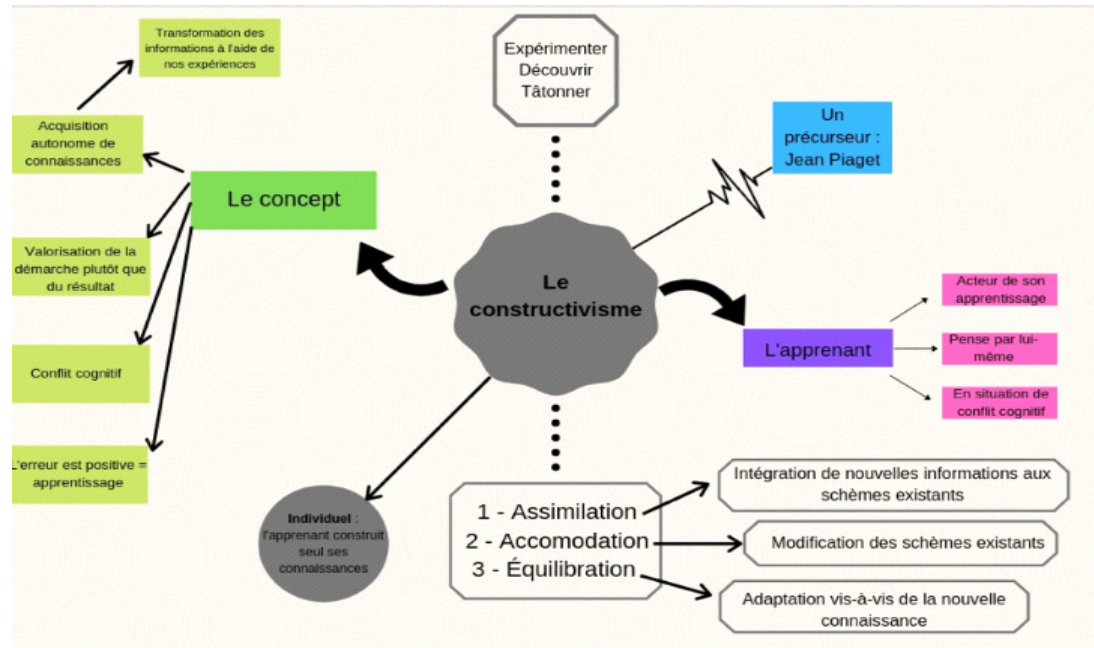 Transformation des
informations à l'aide de
nos expériences
Expérimenter
Découvrir
Tâtonner
Un
précurseur :
Jean Piaget
Acquisition
autonome de
connaissances
Le concept
Valorisation de la
démarche plutôt que
du résultat
Le
constructivisme
Acteur de son
apprentissage
L'apprenant
Pense par lui-
même
En situation de
conflit cognitif
Conflit cognitif
L'erreur est positive =
apprentissage
Individuel :
l'apprenant construit
seul ses
connaissances
1 - Assimilation
2 - Accomodation
3 - Équilibration
Intégration de nouvelles informations aux
schèmes existants
Modification des schèmes existants
Adaptation vis-à-vis de la nouvelle
connaissance